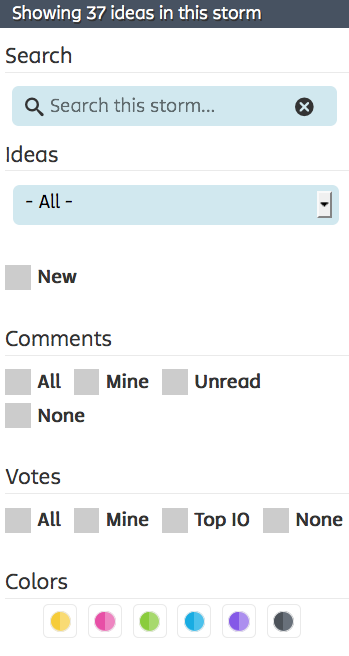 Showing 37 ideas in this storm
Search
Search this storm...
Ideas
- All -
New
Comments
All Mine Unread
None
Votes
All Mine Top 10 None
Colors